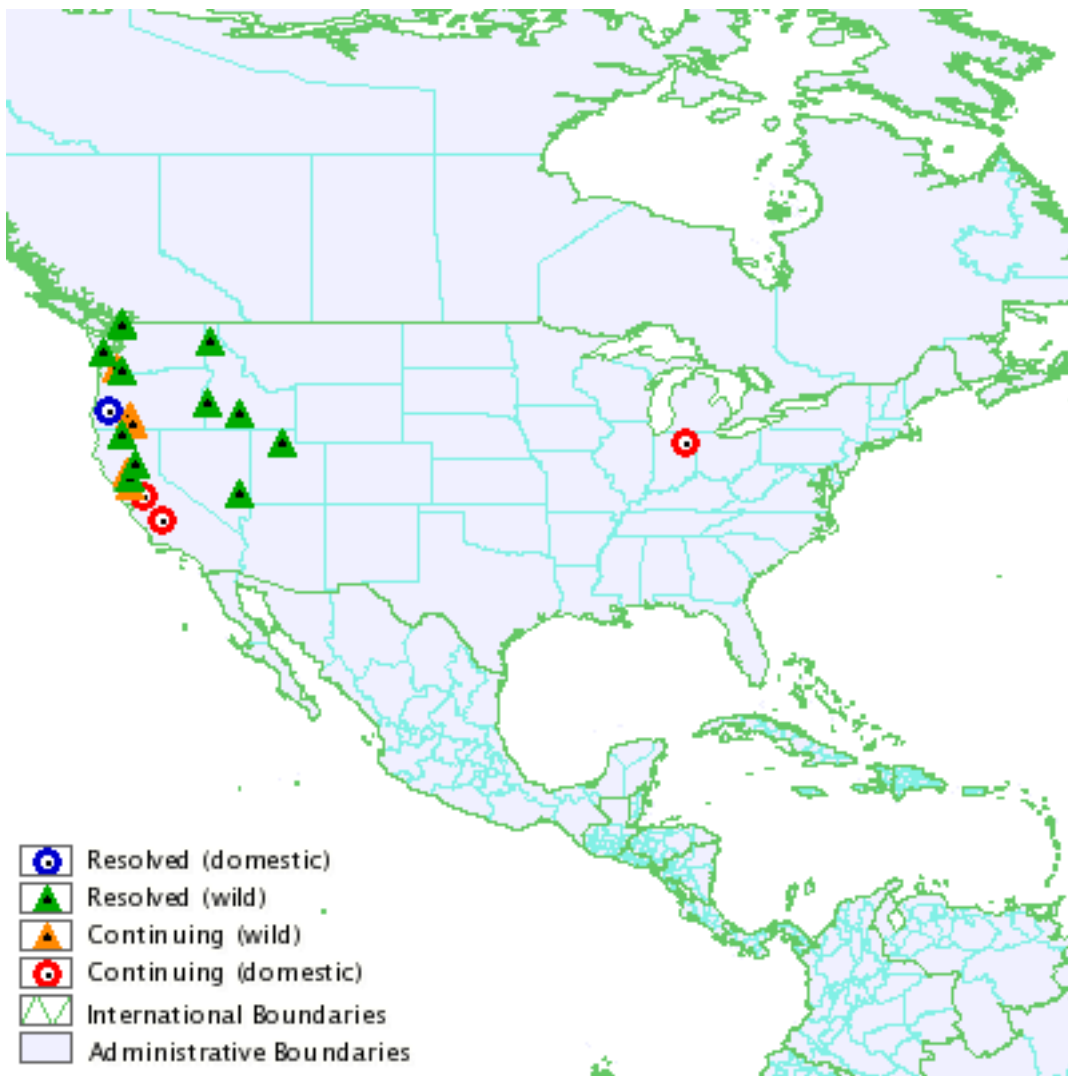 Resolved (domestic)
Resolved (wild)
Continuing (wild)
Continuing (domestic)
International Boundaries
Administrative Boundaries